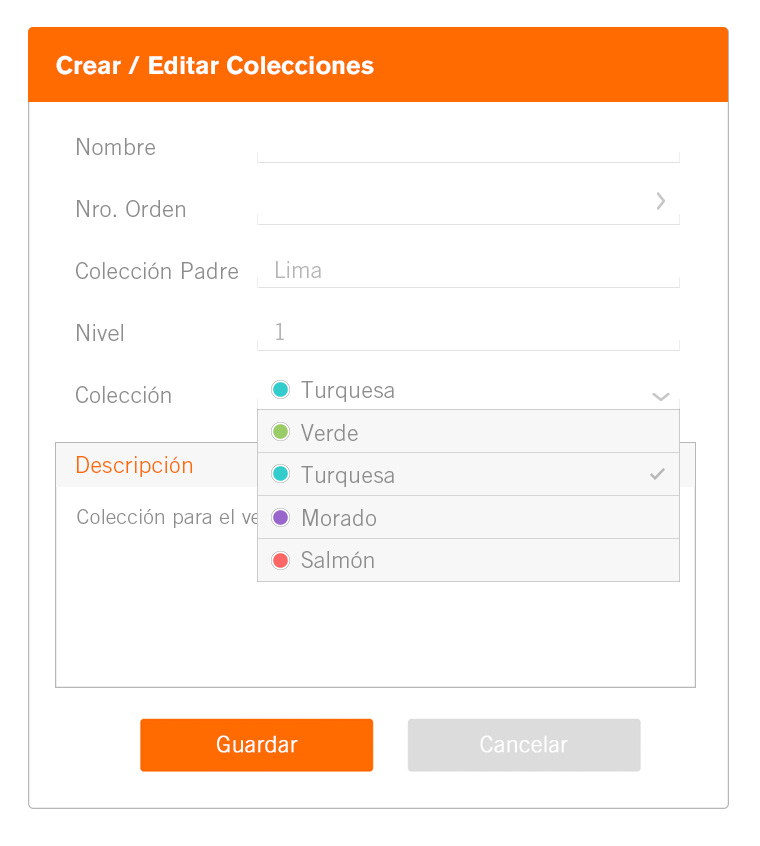 Crear / Editar Colecciones
Nombre
Nro. Orden
Colección Padre Lima
Nivel 1
Colección Turquesa
Verde
Descripción
Turquesa
Colección para el
Morado
Salmón
Guardar Cancelar